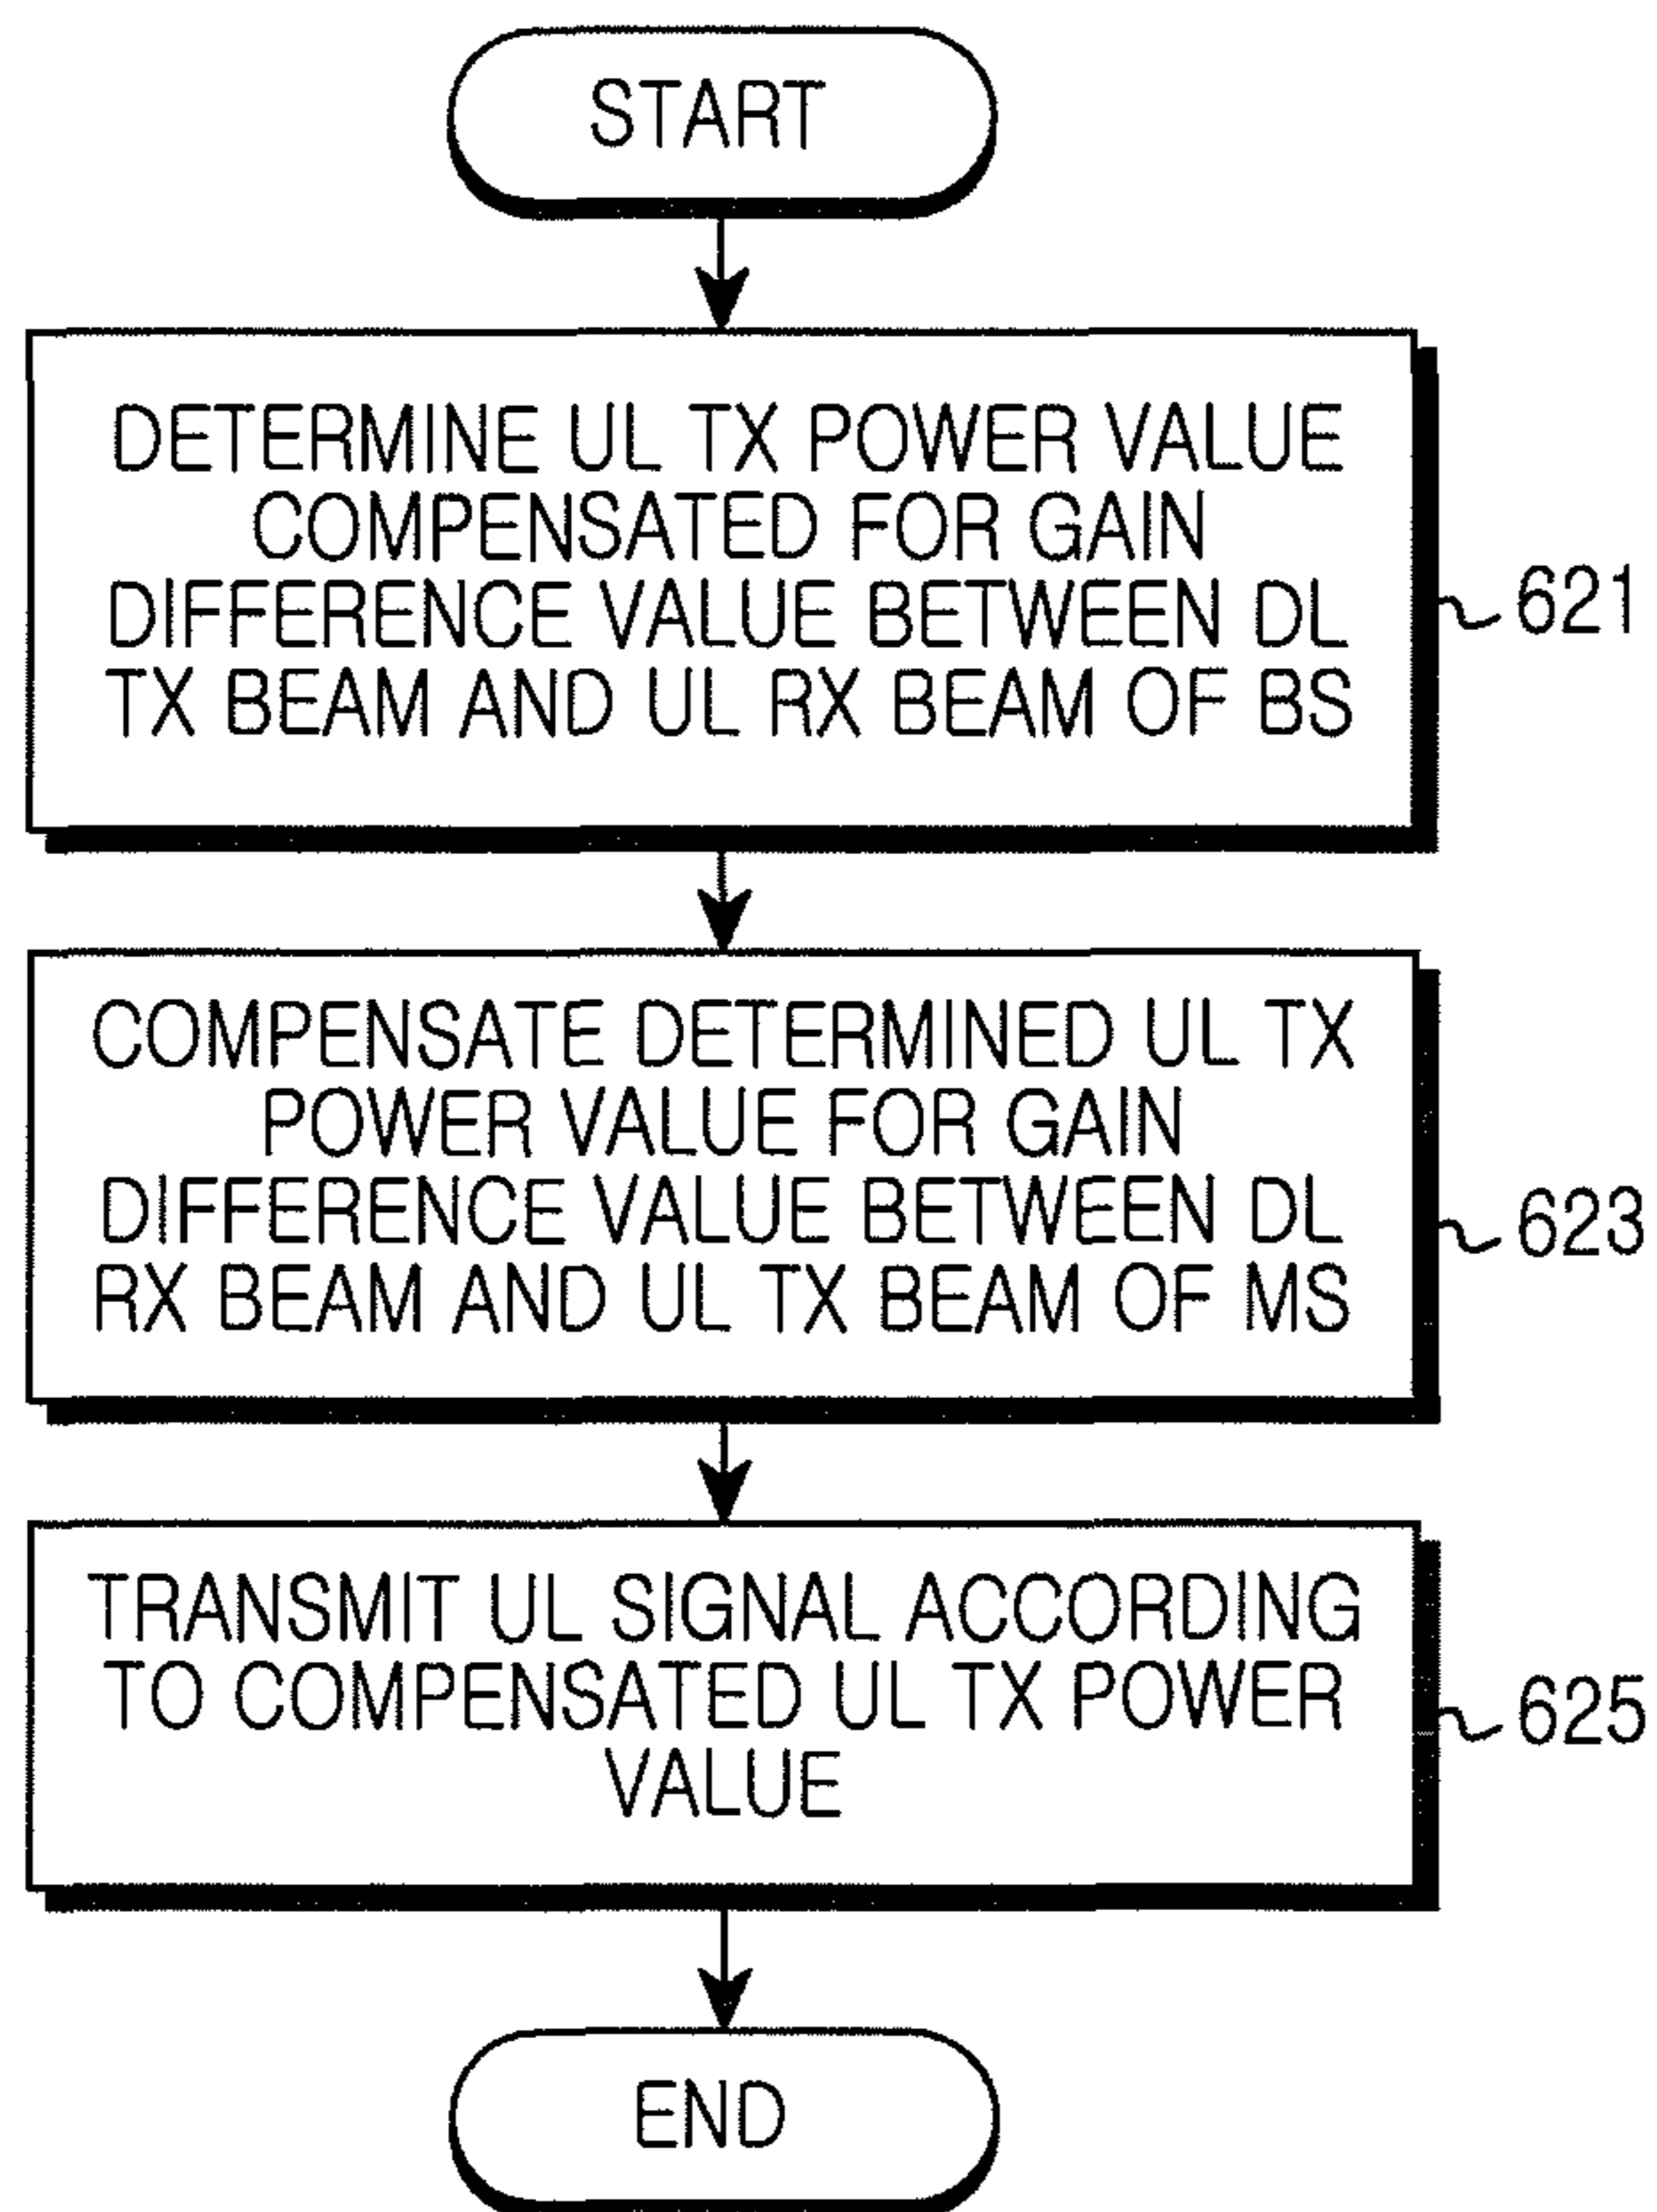 START
DETERMINE UL TX POWER VALUE
COMPENSATED FOR GAIN
DIFFERENCE VALUE BETWEEN DL
TX BEAM AND UL RX BEAM OF BS
621
COMPENSATE DETERMINED UL TX
POWER VALUE FOR GAIN
DIFFERENCE VALUE BETWEEN DL
RX BEAM AND UL TX BEAM OF MS
623
TRANSMIT UL SIGNAL ACCORDING
TO COMPENSATED UL TX POWER
VALUE
625
END